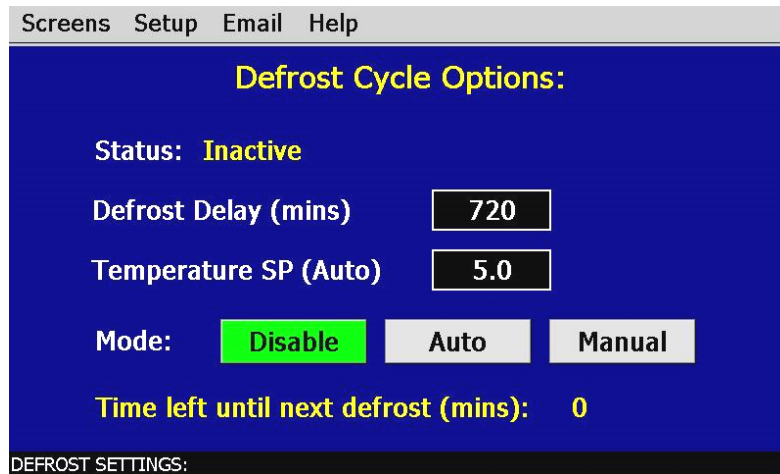 Screens Setup Email Help
Defrost Cycle Options:
Status: Inactive
Defrost Delay (mins) 720
Temperature SP (Auto) 5.0
Mode: Disable Auto Manual
Time left until next defrost (mins): 0
DEFROST SETTINGS: